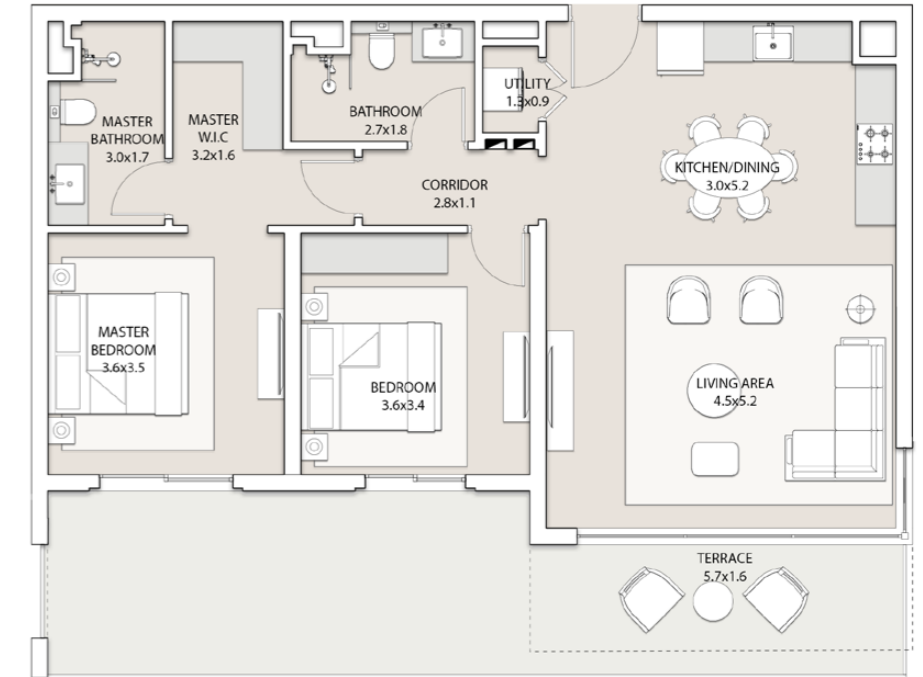 UTILITY
1.3x0.9
MASTER
BATHROOM
3.0x1.7
MASTER
W.I.C
3.2x1.6
BATHROOM
2.7x1.8
CORRIDOR
2.8x1.1
KITCHEN/DINING
3.0x5.2
MASTER
BEDROOM
3.6x3.5
BEDROOM
3.6x3.4
LIVING AREA
4.5x5.2
TERRACE
5.7x1.6